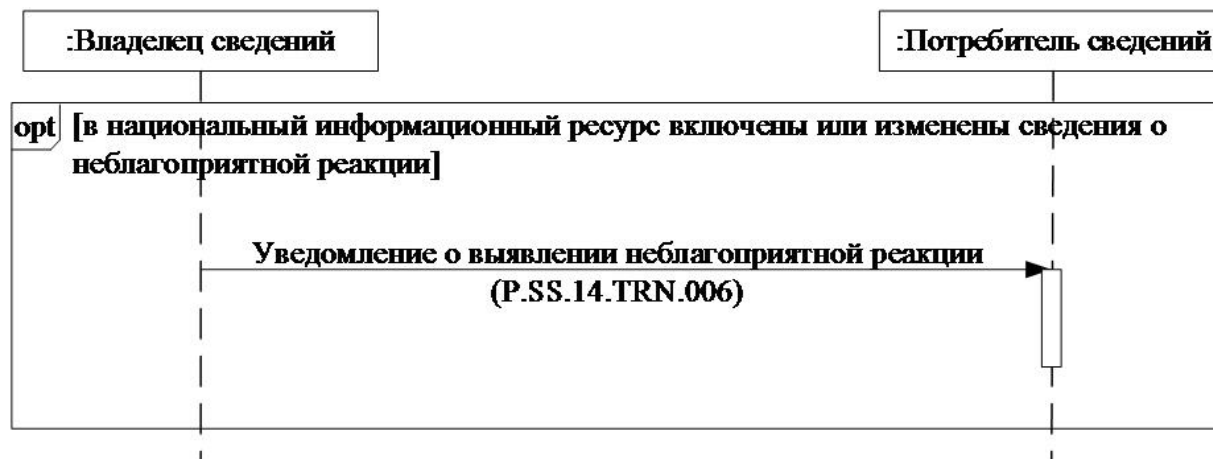 :Владелец сведений
:Потребитель сведений
opt [в национальный информационный ресурс включены или изменены сведения о
неблагоприятной реакции]
Уведомление о выявлении неблагоприятной реакции
(P.SS.14.TRN.006)